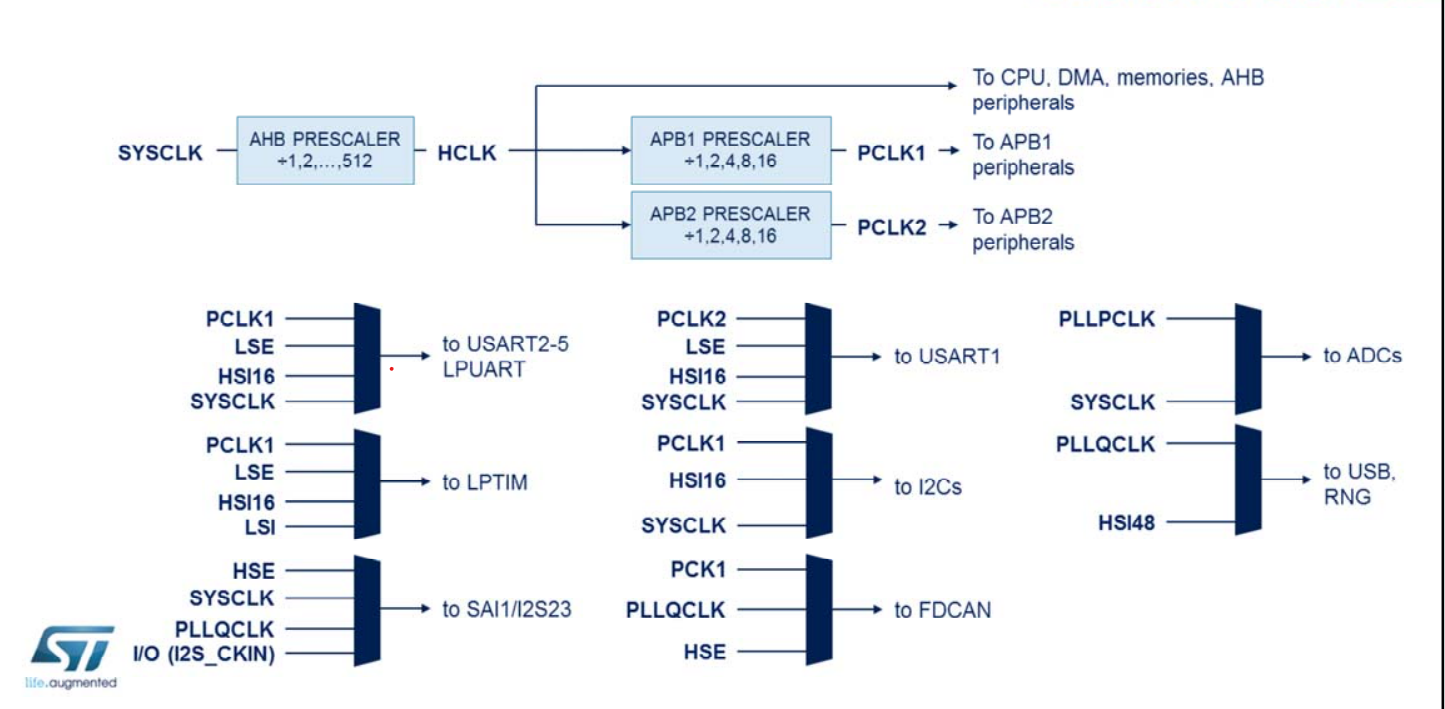 To CPU, DMA, memories, AHB
peripherals
SYSCLK
AHB PRESCALER
÷1,2,...,512
HCLK
APB1 PRESCALER
÷1,2,4,8,16
PCLK1
To APB1
peripherals
APB2 PRESCALER
÷1,2,4,8,16
PCLK2
To APB2
peripherals
PCLK1
LSE
HSI16
SYSCLK
to USART2-5
LPUART
PCLK2
LSE
HSI16
SYSCLK
to USART1
PLLPCLK
SYSCLK
to ADCs
PCLK1
LSE
HSI16
LSI
to LPTIM
PCLK1
HSI16
SYSCLK
to I2Cs
PLLQCLK
HSI48
to USB,
RNG
HSE
SYSCLK
PLLQCLK
I/O (I2S_CKIN)
to SAI1/I2S23
PCK1
PLLQCLK
HSE
to FDCAN
ST
life.augmented